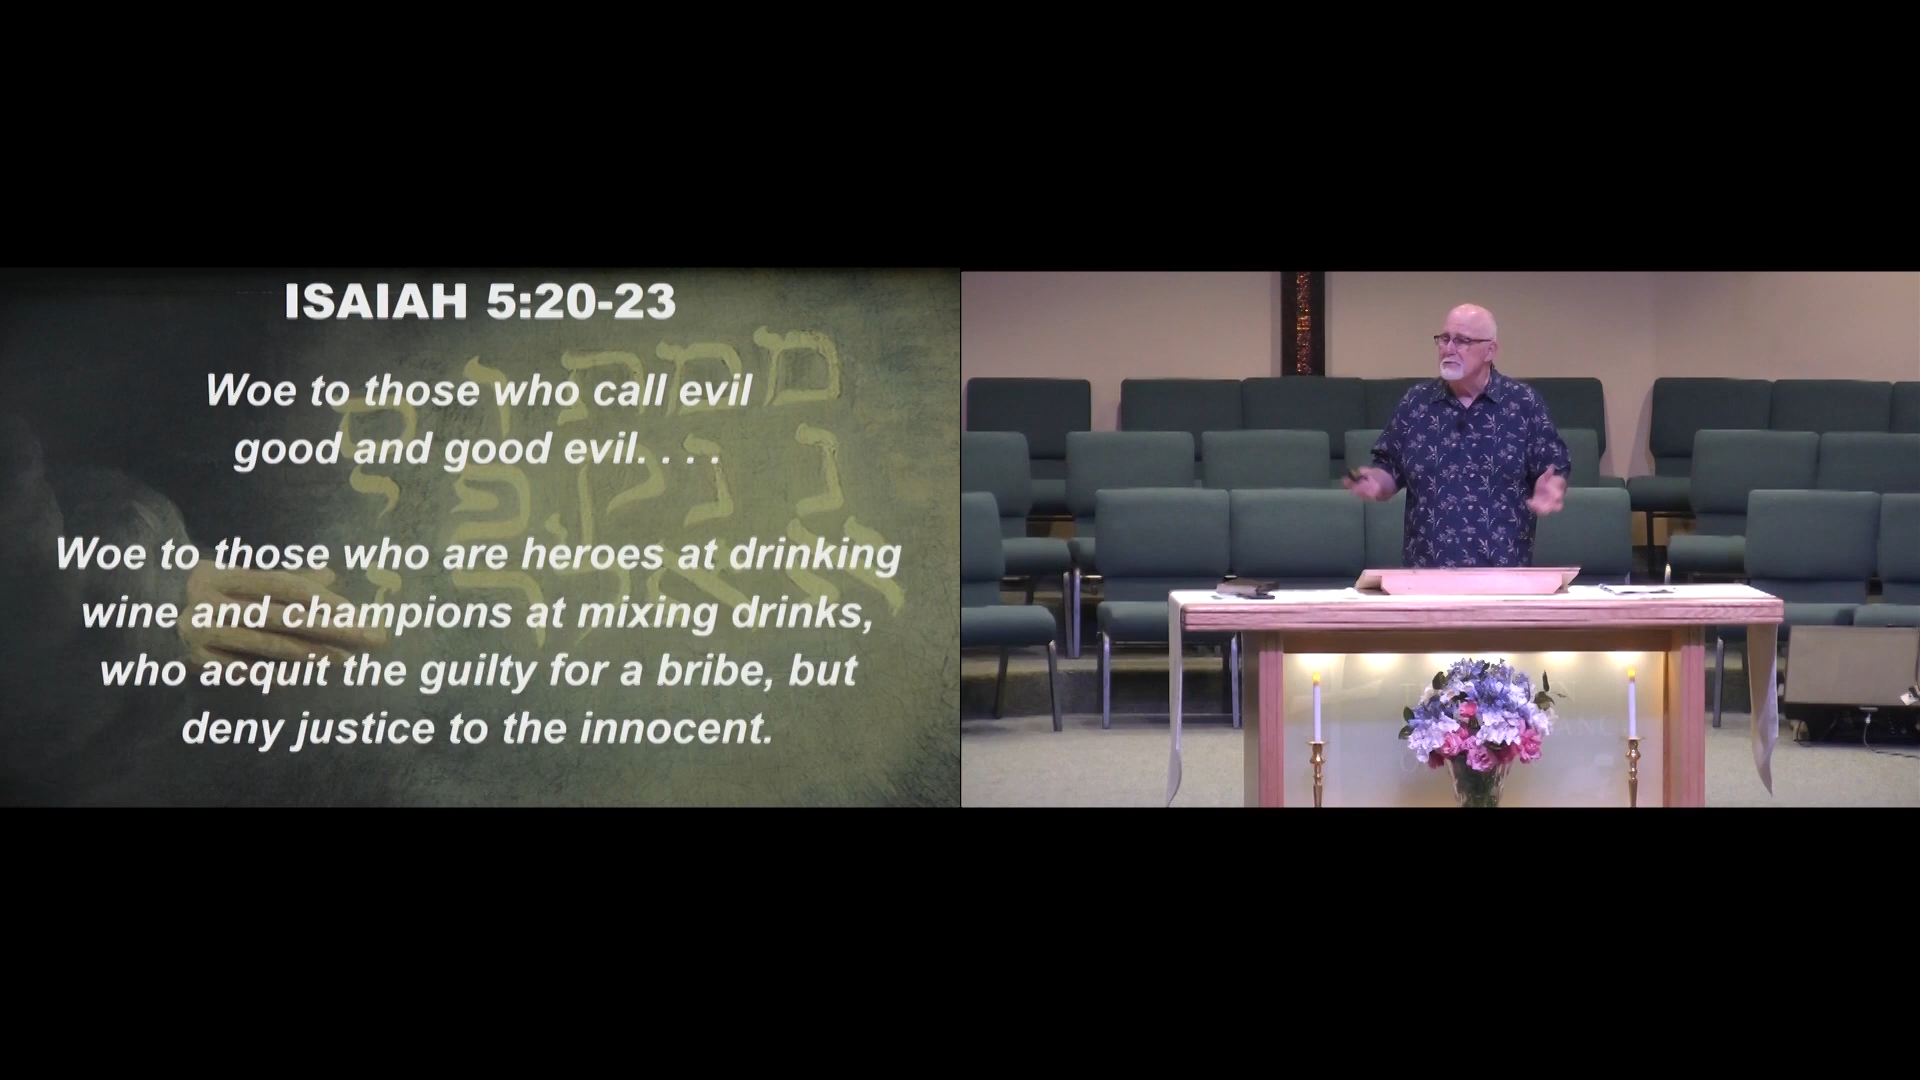 ISAIAH 5:20-23
Woe to those who call evil
good and good evil. . . .
Woe to those who are heroes at drinking
wine and champions at mixing drinks,
who acquit the guilty for a bribe, but
deny justice to the innocent.